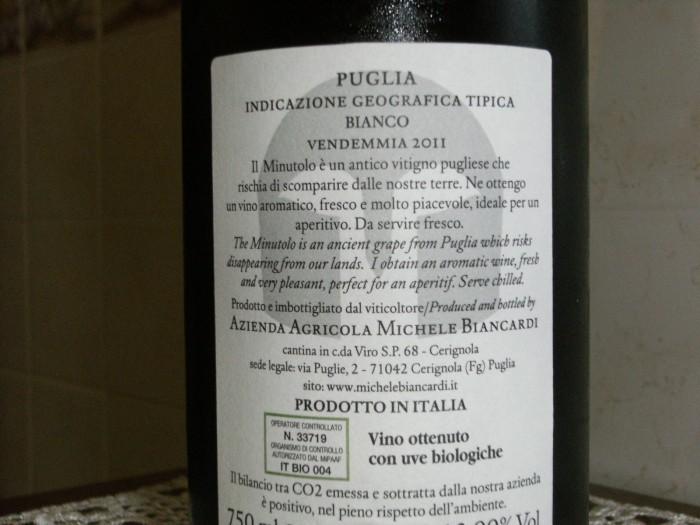 PUGLIA
INDICAZIONE GEOGRAFICA TIPICA
BIANCO
VENDEMMIA 2011
Il Minutolo è un antico vitigno pugliese che
rischia di scomparire dalle nostre terre. Ne ottengo
un vino aromatico, fresco e molto piacevole, ideale per un
aperitivo. Da servire fresco.
The Minutolo is an ancient grape from Puglia which risks
disappearing from our lands. I obtain an aromatic wine, fresh
and very pleasant, perfect for an aperitif. Serve chilled.
Prodotto e imbottigliato dal viticoltore/Produced and bottled by
AZIENDA AGRICOLA MICHELE BIANCARDI
cantina in c.da Viro S.P. 68 - Cerignola
sede legale: via Puglie, 2 - 71042 Cerignola (Fg) Puglia
sito: www.michelebiancardi.it
PRODOTTO IN ITALIA
OPERATORE CONTROLLATO
N. 33719
ORGANISMO DI CONTROLLO
AUTORIZZATO DAL MIPAAF
IT BIO 004
Vino ottenuto
con uve biologiche
Il bilancio tra CO2 emessa e sottratta dalla nostra azienda
è positivo, nel pieno rispetto dell'ambiente.
750 Vol